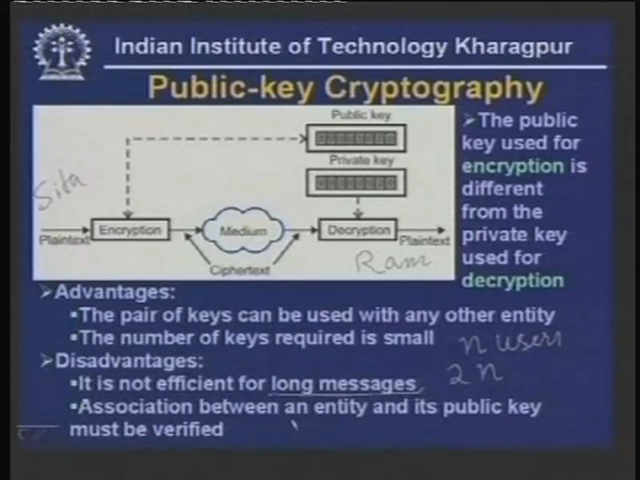 Indian Institute of Technology Kharagpur
Public-key Cryptography
Public key
Private key
Sita
Plaintext
Encryption
Medium
Decryption
Plaintext
Ciphertext
Ram
➢The public
key used for
encryption is
different
from the
private key
used for
decryption
➢Advantages:
▪The pair of keys can be used with any other entity
▪The number of keys required is small
n users
➢Disadvantages:
▪It is not efficient for long messages
2n
▪Association between an entity and its public key
must be verified